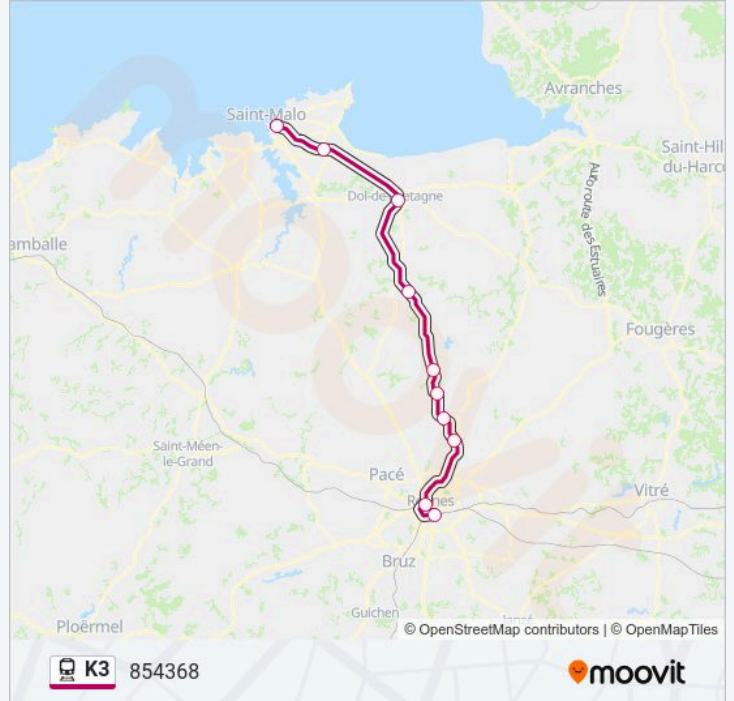 Avranches
Saint-Malo
Saint-Hil
du-Harc
Autoroute des Estuaires
Dol-de-Bretagne
amballe
Fougères
Saint-Méen-
le-Grand
Pacé
Vitré
Rennes
Bruz
Guichen
Ploërmel
© OpenStreetMap contributors | © OpenMapTiles
K3 854368
moovit